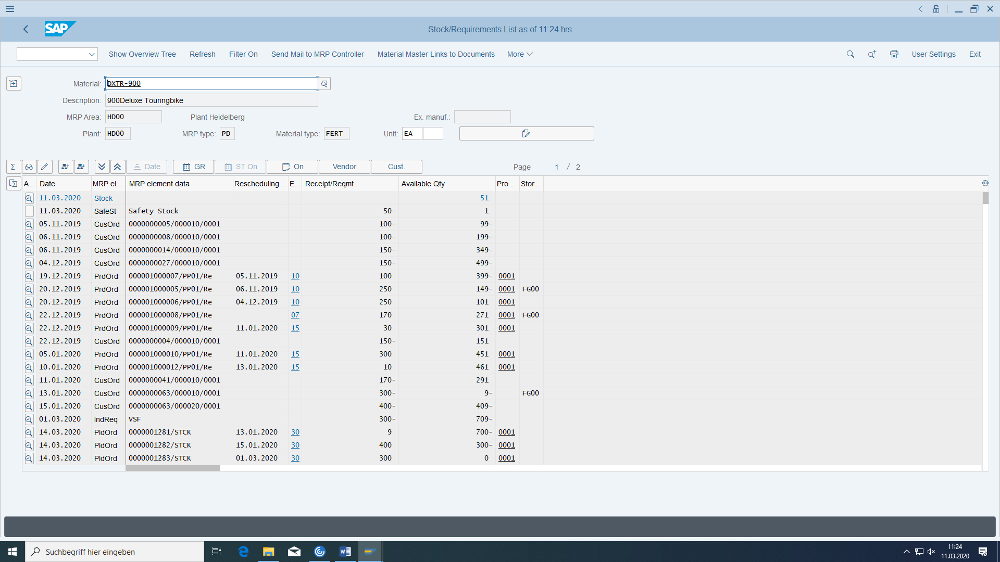 SAP
Stock/Requirements List as of 11:24 hrs
Show Overview Tree Refresh Filter On Send Mail to MRP Controller Material Master Links to Documents More User Settings Exit
Material: DXTR-900
Description: 900Deluxe Touringbike
MRP Area: HD00 Plant Heidelberg Ex. manuf.:
Plant: HD00 MRP type: PD Material type: FERT Unit: EA
Σ Date GR ST On On Vendor Cust. Page 1 / 2
A... Date MRP el... MRP element data Rescheduling... E... Receipt/Reqmt Available Qty Pro... Stor...
11.03.2020 Stock 51
11.03.2020 SafeSt Safety Stock 50- 1
05.11.2019 CusOrd 0000000005/000010/0001 100- 99-
06.11.2019 CusOrd 0000000008/000010/0001 100- 199-
06.11.2019 CusOrd 0000000014/000010/0001 150- 349-
04.12.2019 CusOrd 0000000027/000010/0001 150- 499-
19.12.2019 PrdOrd 000001000007/PP01/Re 05.11.2019 10 100 399- 0001
20.12.2019 PrdOrd 000001000005/PP01/Re 06.11.2019 10 250 149- 0001 FG00
20.12.2019 PrdOrd 000001000006/PP01/Re 04.12.2019 10 250 101 0001
22.12.2019 PrdOrd 000001000008/PP01/Re 07 170 271 0001 FG00
22.12.2019 PrdOrd 000001000009/PP01/Re 11.01.2020 15 30 301 0001
22.12.2019 CusOrd 0000000004/000010/0001 150- 151
05.01.2020 PrdOrd 000001000010/PP01/Re 11.01.2020 15 300 451 0001
10.01.2020 PrdOrd 000001000012/PP01/Re 13.01.2020 15 10 461 0001
11.01.2020 CusOrd 0000000041/000010/0001 170- 291
13.01.2020 CusOrd 0000000063/000010/0001 300- 9- FG00
15.01.2020 CusOrd 0000000063/000020/0001 400- 409-
01.03.2020 IndReq VSF 300- 709-
14.03.2020 PldOrd 0000001281/STCK 13.01.2020 30 9 700- 0001
14.03.2020 PldOrd 0000001282/STCK 15.01.2020 30 400 300- 0001
14.03.2020 PldOrd 0000001283/STCK 01.03.2020 30 300 0 0001
Suchbegriff hier eingeben
11:24
11.03.2020